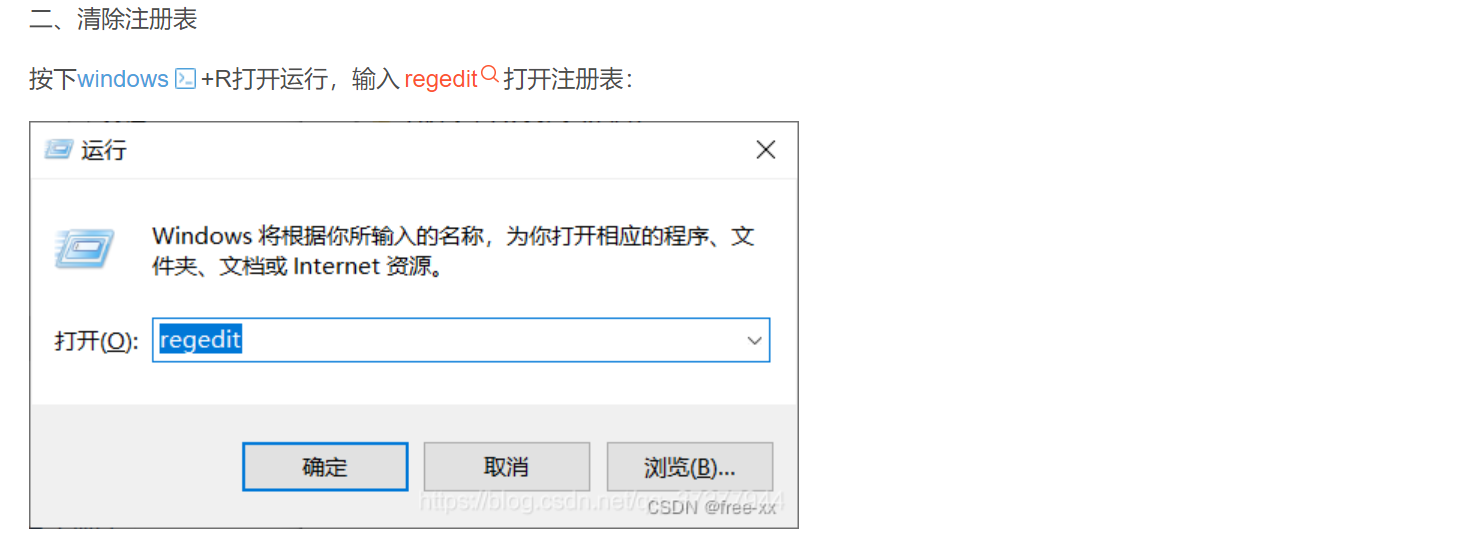 二、清除注册表
按下windows+R打开运行，输入 regedit 打开注册表：
运行
Windows 将根据你所输入的名称，为你打开相应的程序、文
件夹、文档或 Internet 资源。
打开(O):
regedit
确定 取消 浏览(B)...
CSDN @free-xx